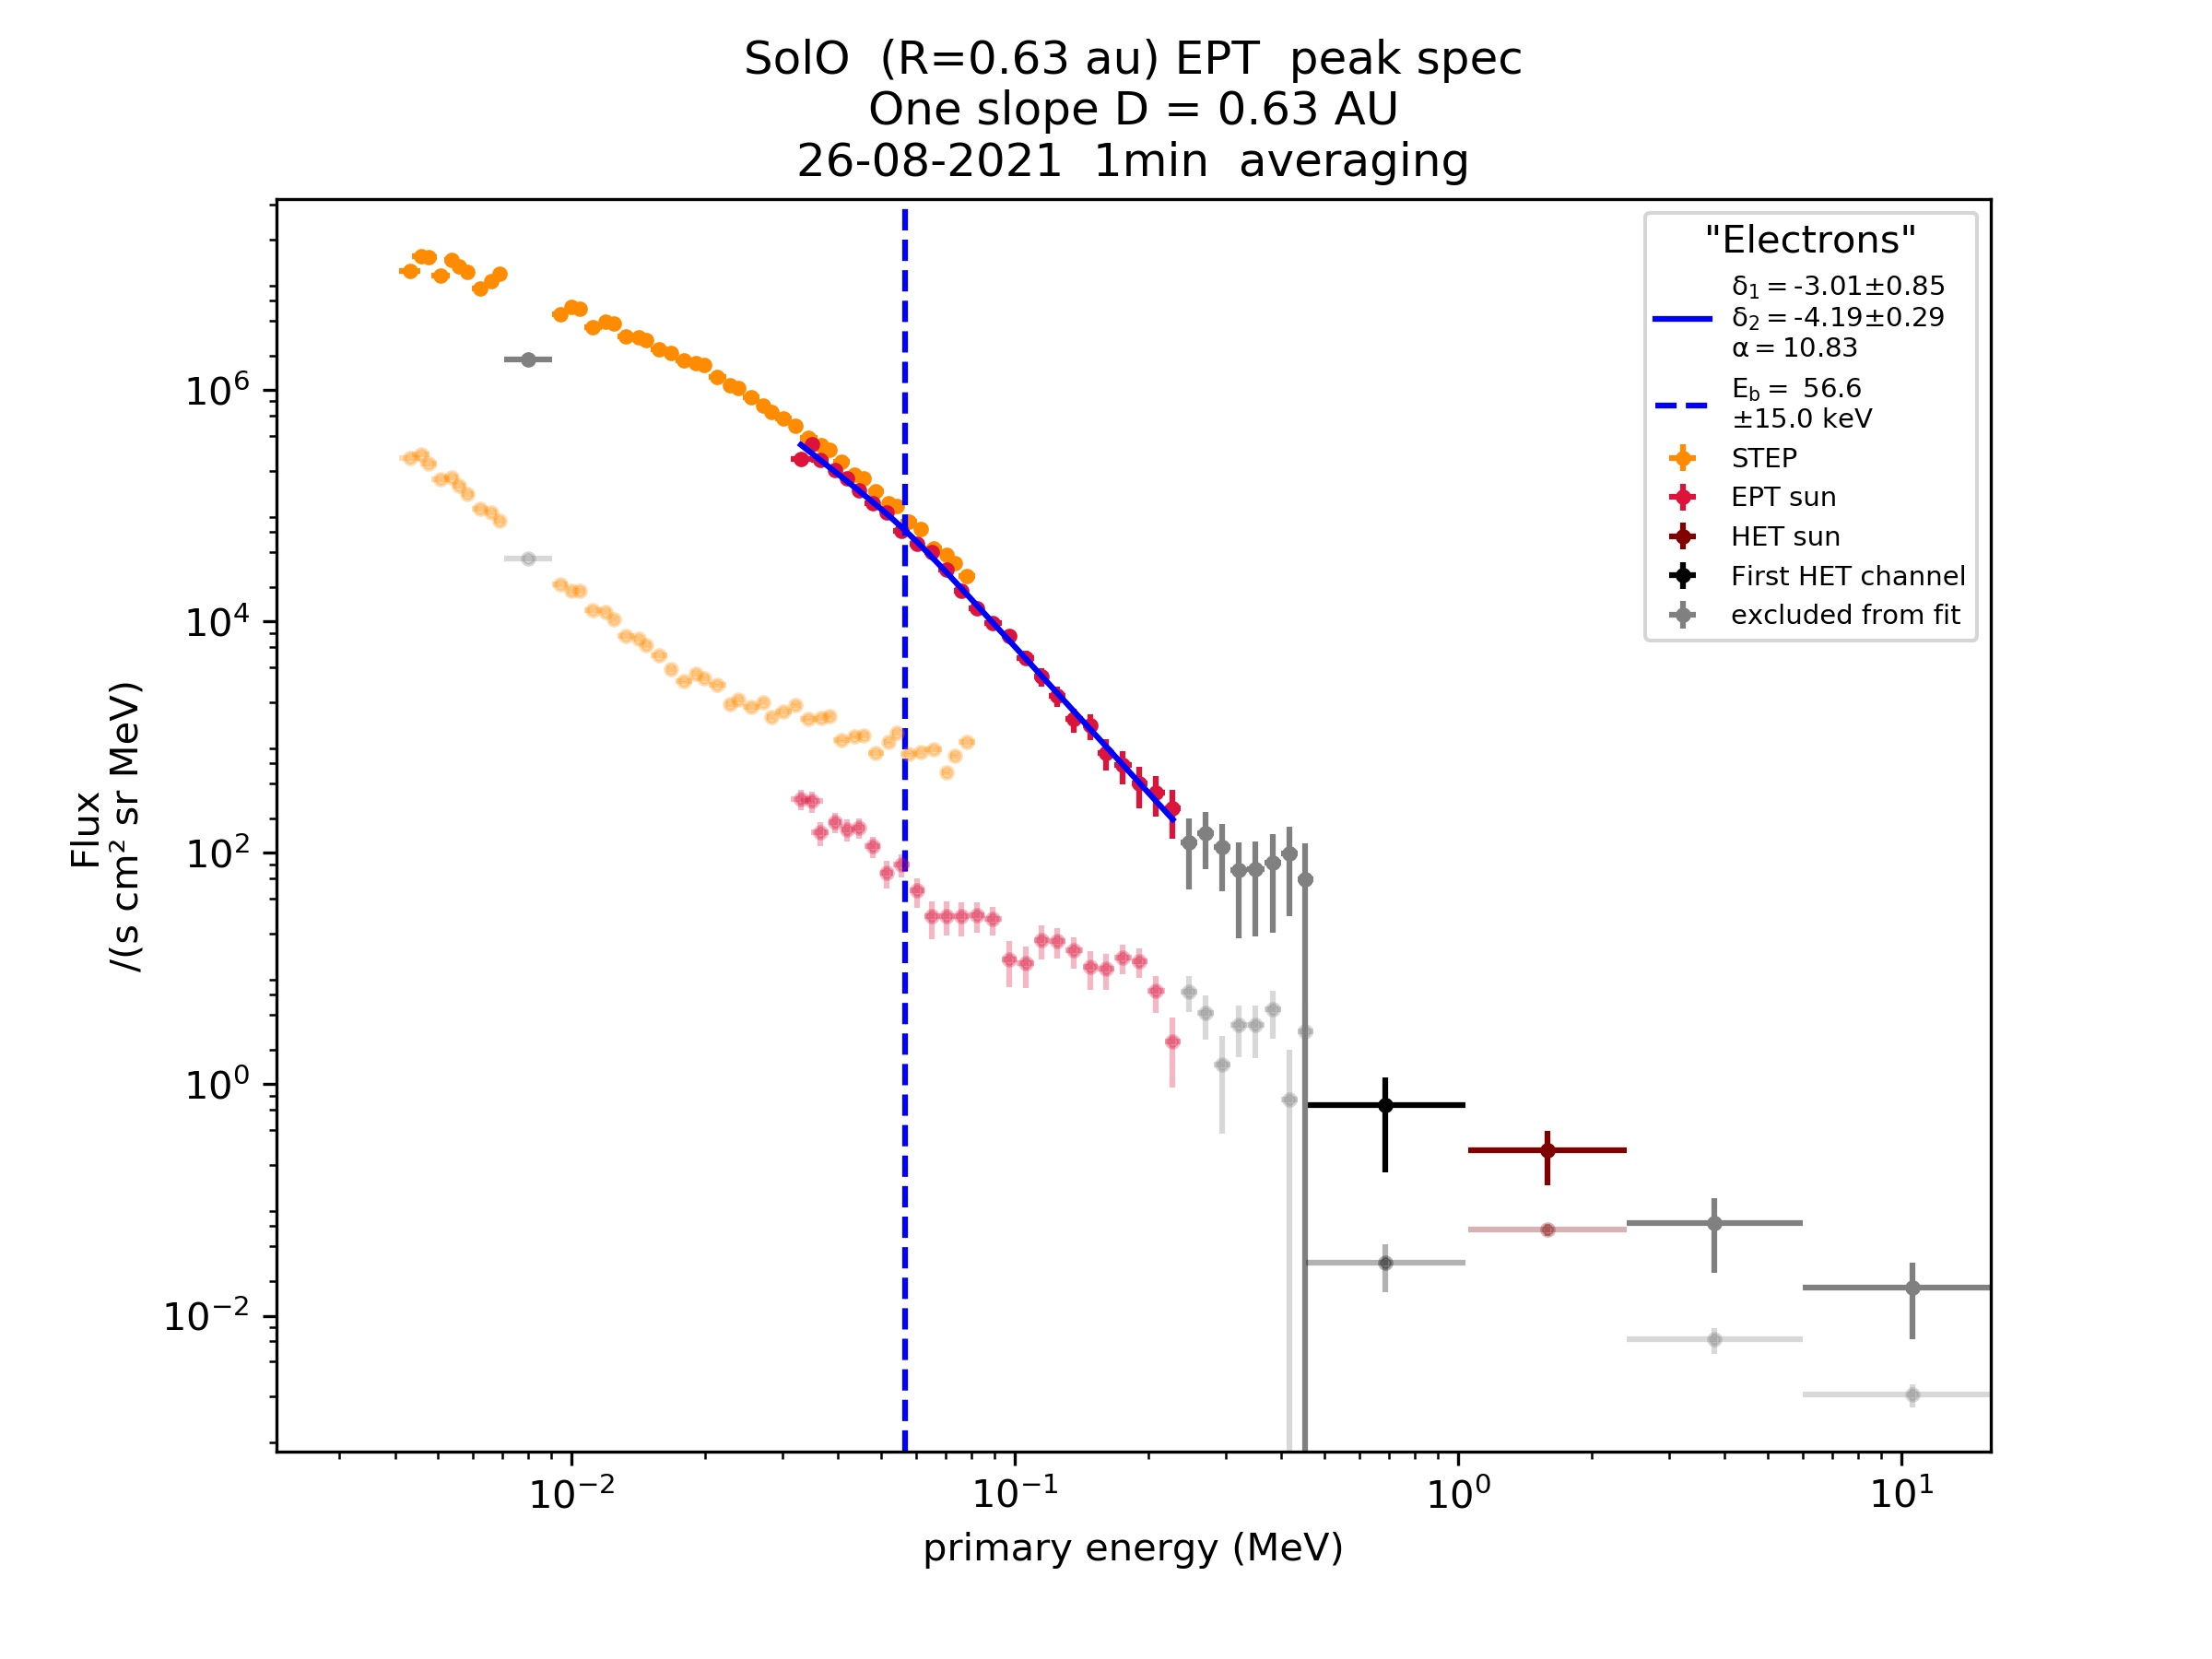 SolO (R=0.63 au) EPT peak spec
One slope D = 0.63 AU
26-08-2021 1min averaging
"Electrons"
δ₁ = -3.01±0.85
δ₂ = -4.19±0.29
α = 10.83
E_b = 56.6
±15.0 keV
STEP
EPT sun
HET sun
First HET channel
excluded from fit
Flux
/(s cm² sr MeV)
10⁶
10⁴
10²
10⁰
10⁻²
10⁻²
10⁻¹
10⁰
10¹
primary energy (MeV)